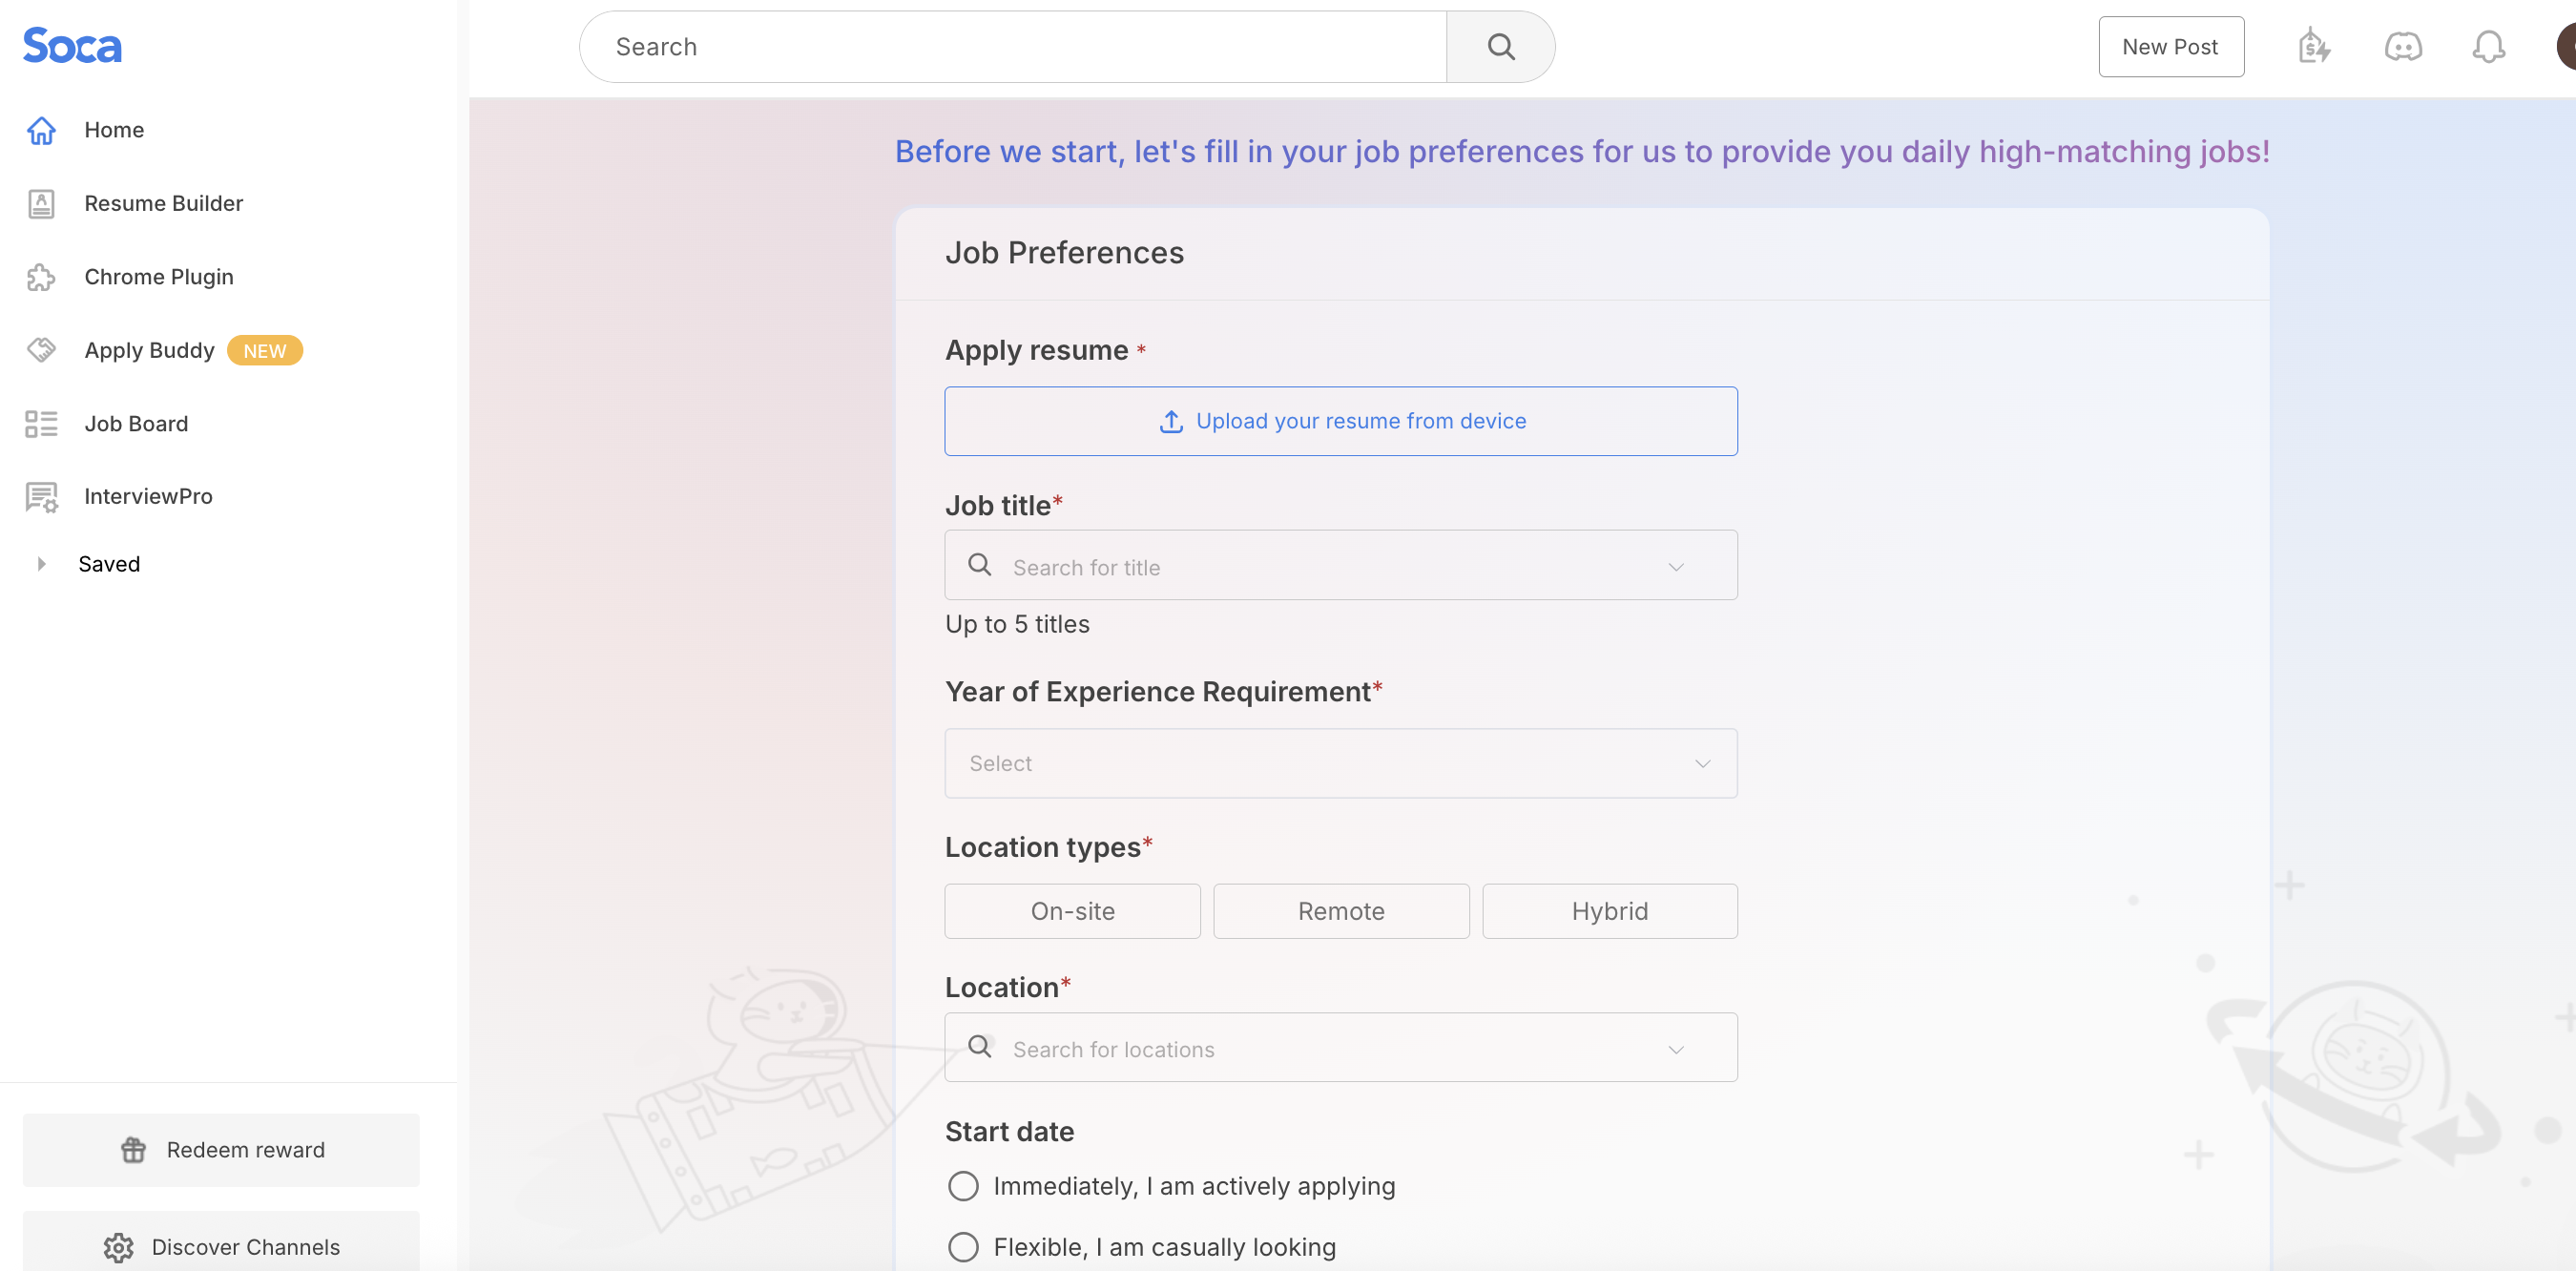 Soca
Search
New Post
Home
Resume Builder
Chrome Plugin
Apply Buddy NEW
Job Board
InterviewPro
Saved
Redeem reward
Discover Channels
Before we start, let's fill in your job preferences for us to provide you daily high-matching jobs!
Job Preferences
Apply resume *
Upload your resume from device
Job title*
Search for title
Up to 5 titles
Year of Experience Requirement*
Select
Location types*
On-site Remote Hybrid
Location*
Search for locations
Start date
Immediately, I am actively applying
Flexible, I am casually looking